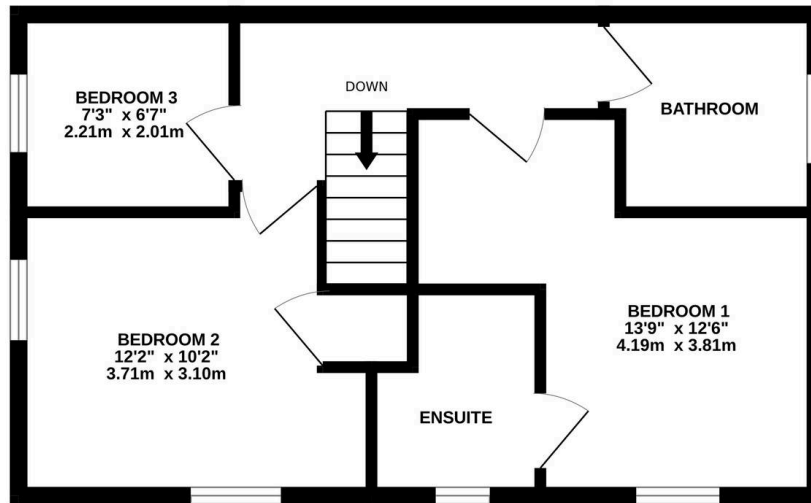 BEDROOM 3
7'3" x 6'7"
2.21m x 2.01m
DOWN
BATHROOM
BEDROOM 2
12'2" x 10'2"
3.71m x 3.10m
BEDROOM 1
13'9" x 12'6"
4.19m x 3.81m
ENSUITE